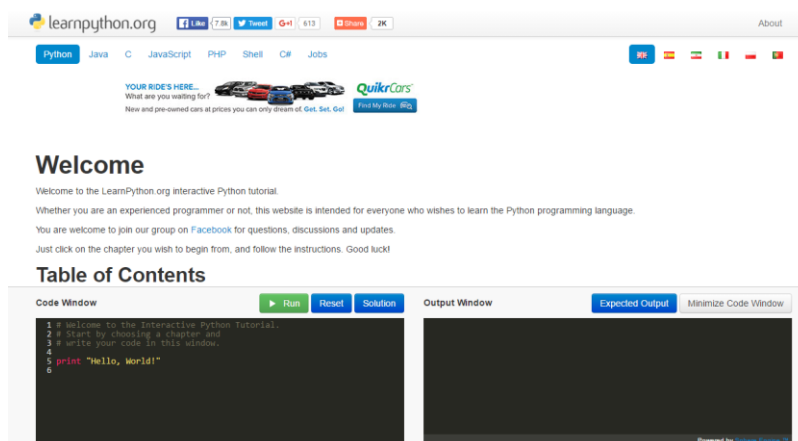 learnpython.org Like 7.8k Tweet G+1 613 Share 2K About
Python Java C JavaScript PHP Shell C# Jobs
YOUR RIDE'S HERE...
What are you waiting for?
New and pre-owned cars at prices you can only dream of. Get. Set. Go!
QuikrCars
Find My Ride
Welcome
Welcome to the LearnPython.org interactive Python tutorial.
Whether you are an experienced programmer or not, this website is intended for everyone who wishes to learn the Python programming language.
You are welcome to join our group on Facebook for questions, discussions and updates.
Just click on the chapter you wish to begin from, and follow the instructions. Good luck!
Table of Contents
Code Window Run Reset Solution Output Window Expected Output Minimize Code Window
1 # Welcome to the Interactive Python Tutorial.
2 # Start by choosing a chapter and
3 # write your code in this window.
4
5 print "Hello, World!"
6
Powered by